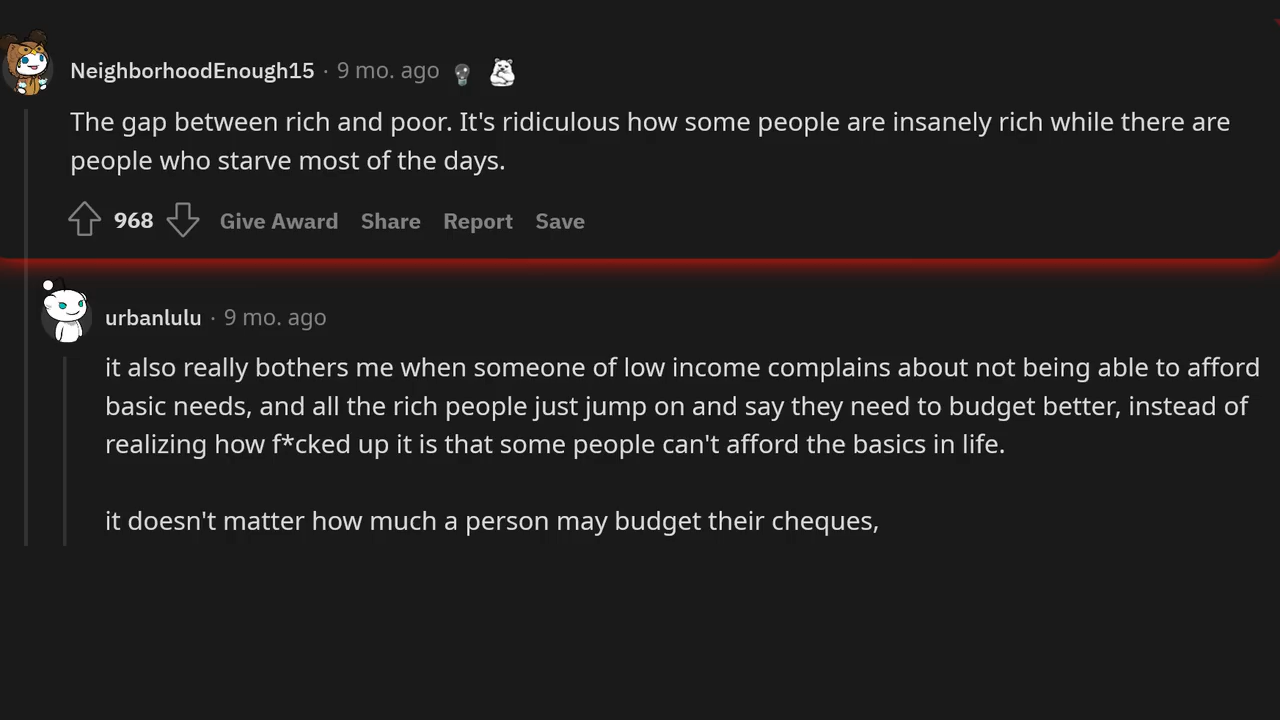 NeighborhoodEnough15 · 9 mo. ago
The gap between rich and poor. It's ridiculous how some people are insanely rich while there are
people who starve most of the days.
968 Give Award Share Report Save
urbanlulu · 9 mo. ago
it also really bothers me when someone of low income complains about not being able to afford
basic needs, and all the rich people just jump on and say they need to budget better, instead of
realizing how f*cked up it is that some people can't afford the basics in life.
it doesn't matter how much a person may budget their cheques,